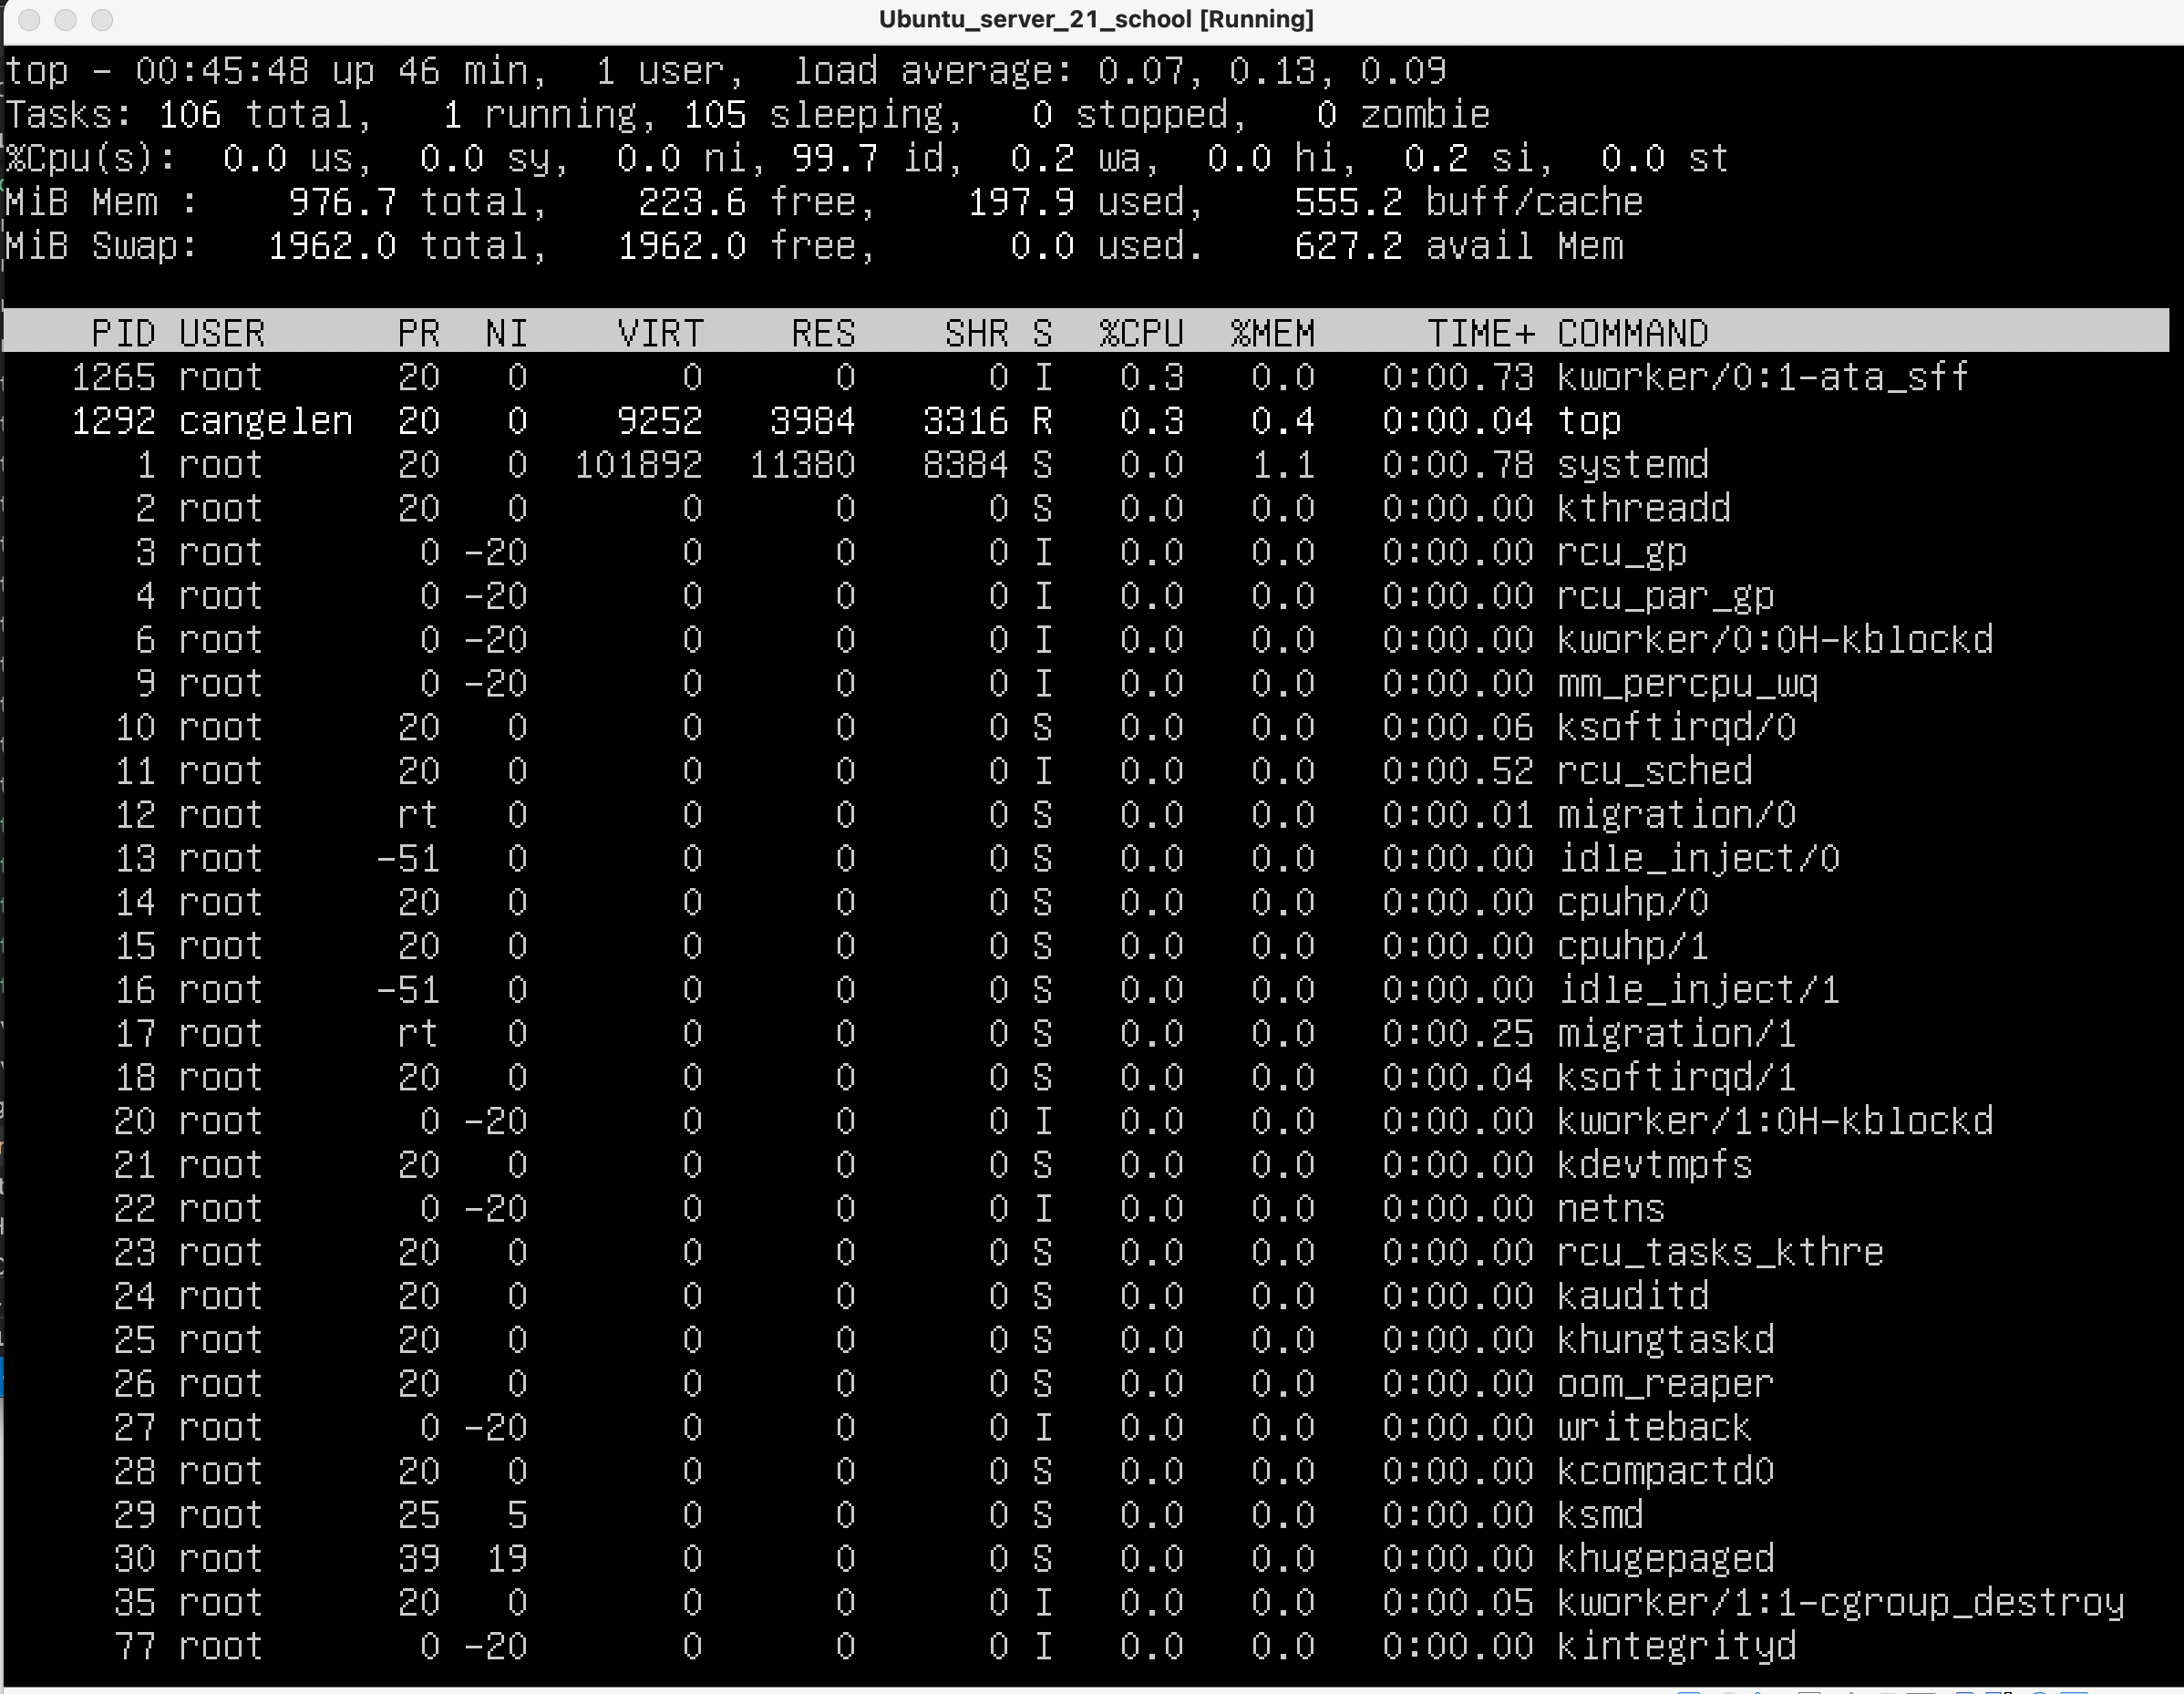 Ubuntu_server_21_school [Running]
top - 00:45:48 up 46 min,  1 user,  load average: 0.07, 0.13, 0.09
Tasks: 106 total,   1 running, 105 sleeping,   0 stopped,   0 zombie
%Cpu(s):  0.0 us,  0.0 sy,  0.0 ni, 99.7 id,  0.2 wa,  0.0 hi,  0.2 si,  0.0 st
MiB Mem :    976.7 total,    223.6 free,    197.9 used,    555.2 buff/cache
MiB Swap:   1962.0 total,   1962.0 free,      0.0 used.    627.2 avail Mem
PID USER      PR  NI    VIRT    RES    SHR S  %CPU  %MEM     TIME+ COMMAND
1265 root      20   0       0      0      0 I   0.3   0.0   0:00.73 kworker/0:1-ata_sff
1292 cangelen  20   0    9252   3984   3316 R   0.3   0.4   0:00.04 top
1 root      20   0  101892  11380   8384 S   0.0   1.1   0:00.78 systemd
2 root      20   0       0      0      0 S   0.0   0.0   0:00.00 kthreadd
3 root       0 -20       0      0      0 I   0.0   0.0   0:00.00 rcu_gp
4 root       0 -20       0      0      0 I   0.0   0.0   0:00.00 rcu_par_gp
6 root       0 -20       0      0      0 I   0.0   0.0   0:00.00 kworker/0:0H-kblockd
9 root       0 -20       0      0      0 I   0.0   0.0   0:00.00 mm_percpu_wq
10 root      20   0       0      0      0 S   0.0   0.0   0:00.06 ksoftirqd/0
11 root      20   0       0      0      0 I   0.0   0.0   0:00.52 rcu_sched
12 root      rt   0       0      0      0 S   0.0   0.0   0:00.01 migration/0
13 root     -51   0       0      0      0 S   0.0   0.0   0:00.00 idle_inject/0
14 root      20   0       0      0      0 S   0.0   0.0   0:00.00 cpuhp/0
15 root      20   0       0      0      0 S   0.0   0.0   0:00.00 cpuhp/1
16 root     -51   0       0      0      0 S   0.0   0.0   0:00.00 idle_inject/1
17 root      rt   0       0      0      0 S   0.0   0.0   0:00.25 migration/1
18 root      20   0       0      0      0 S   0.0   0.0   0:00.04 ksoftirqd/1
20 root       0 -20       0      0      0 I   0.0   0.0   0:00.00 kworker/1:0H-kblockd
21 root      20   0       0      0      0 S   0.0   0.0   0:00.00 kdevtmpfs
22 root       0 -20       0      0      0 I   0.0   0.0   0:00.00 netns
23 root      20   0       0      0      0 S   0.0   0.0   0:00.00 rcu_tasks_kthre
24 root      20   0       0      0      0 S   0.0   0.0   0:00.00 kauditd
25 root      20   0       0      0      0 S   0.0   0.0   0:00.00 khungtaskd
26 root      20   0       0      0      0 S   0.0   0.0   0:00.00 oom_reaper
27 root       0 -20       0      0      0 I   0.0   0.0   0:00.00 writeback
28 root      20   0       0      0      0 S   0.0   0.0   0:00.00 kcompactd0
29 root      25   5       0      0      0 S   0.0   0.0   0:00.00 ksmd
30 root      39  19       0      0      0 S   0.0   0.0   0:00.00 khugepaged
35 root      20   0       0      0      0 I   0.0   0.0   0:00.05 kworker/1:1-cgroup_destroy
77 root       0 -20       0      0      0 I   0.0   0.0   0:00.00 kintegrityd